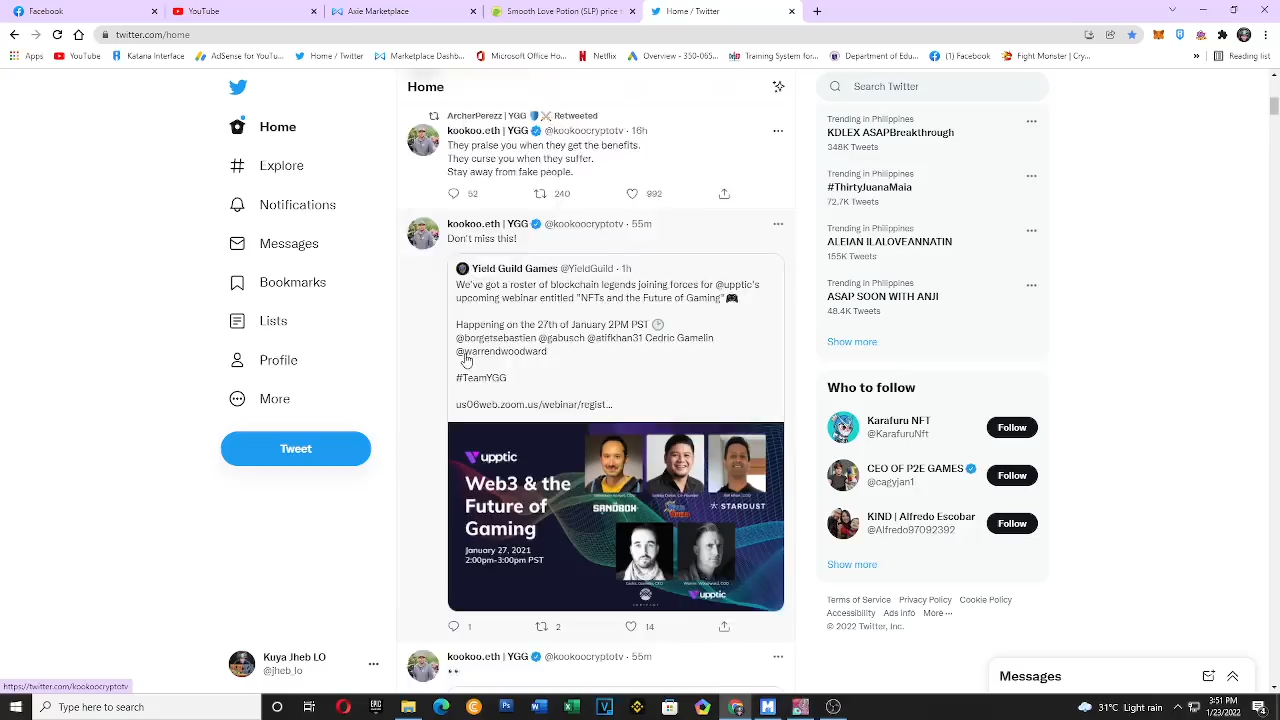 Facebook
YouTube
Axie Marketplace
Smooth Love Potion (SLP) price t
Home / Twitter
twitter.com/home
Apps
YouTube
Katana Interface
AdSense for YouTub...
Home / Twitter
Marketplace Dashb...
Microsoft Office Ho...
Netflix
Overview - 350-065...
Training System for...
(1) Facebook
Fight Monster | Cry...
Reading list
Home
Explore
Notifications
Messages
Bookmarks
Lists
Profile
More
Tweet
Kuya Jheb LO
@jheb_lo
Home
ArcherPerezz | YGG Retweeted
kookoo.eth | YGG @kookoocryptotv · 16h
They praise you when they get the benefits.
They curse you when they suffer.
Stay away from fake people.
52 240 992
kookoo.eth | YGG @kookoocryptotv · 55m
Don't miss this!
Yield Guild Games @YieldGuild · 1h
We've got a roster of blockchain legends joining forces for @upptic's
upcoming webinar entitled "NFTs and the Future of Gaming"
Happening on the 27th of January 2PM PST
@borgetsebastien @gabusch @atifkhan31 Cedric Gamelin
@warrendwoodward
#TeamYGG
us06web.zoom.us/webinar/regist...
upptic
Web3 & the
Future of
Gaming
January 27, 2021
2:00pm-3:00pm PST
SANDBOX
STARDUST
upptic
1 2 14
kookoo.eth | YGG @kookoocryptotv · 55m
Search Twitter
Trending in Philippines
KDLEX ASAPBreakthrough
348K Tweets
Trending in Philippines
#ThirtyJuanaMaia
72.7K Tweets
Trending in Philippines
ALEIAN ILALOVEANNATIN
155K Tweets
Trending in Philippines
ASAP SOON WITH ANJI
48.4K Tweets
Show more
Who to follow
Karafuru NFT
@KarafuruNft
Follow
CEO OF P2E GAMES
@cagyjan1
Follow
KIND | Alfredo Escobar
@Alfredo97092392
Follow
Show more
Terms of Service Privacy Policy Cookie Policy
Accessibility Ads info More ···
© 2022 Twitter, Inc.
Messages
https://twitter.com/kookoocryptotv
Type here to search
31°C Light rain
3:51 PM
1/23/2022